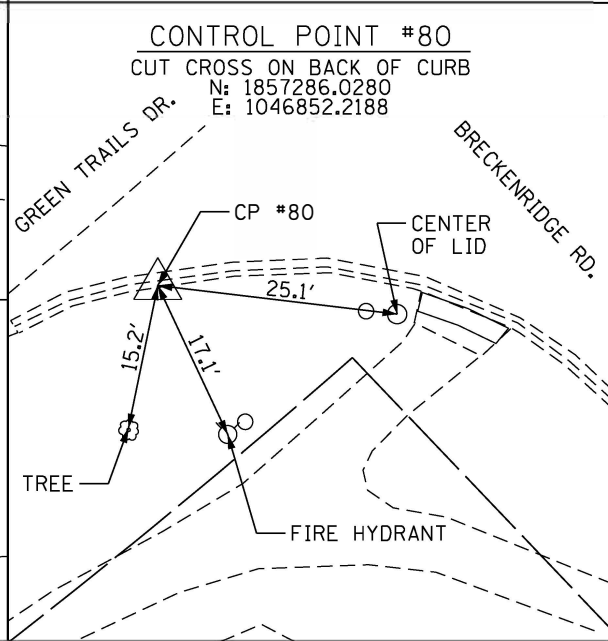 CONTROL POINT #80
CUT CROSS ON BACK OF CURB
N: 1857286.0280
E: 1046852.2188
GREEN TRAILS DR.
BRECKENRIDGE RD.
CP #80
CENTER
OF LID
25.1'
15.2'
17.1'
TREE
FIRE HYDRANT